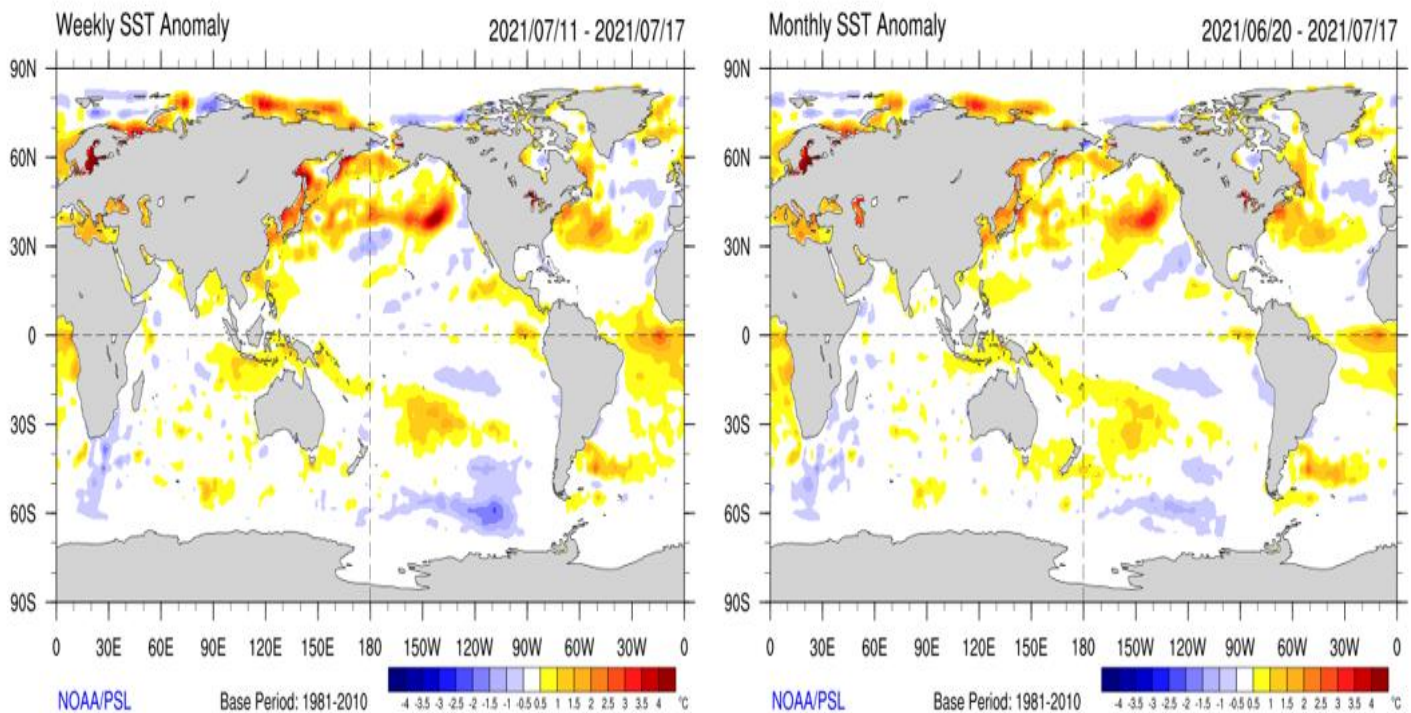 Weekly SST Anomaly 2021/07/11 - 2021/07/17
90N
60N
30N
0
30S
60S
90S
0 30E 60E 90E 120E 150E 180 150W 120W 90W 60W 30W 0
NOAA/PSL Base Period: 1981-2010
-4 -3.5 -3 -2.5 -2 -1.5 -1 -0.5 0.5 1 1.5 2 2.5 3 3.5 4 °C
Monthly SST Anomaly 2021/06/20 - 2021/07/17
90N
60N
30N
0
30S
60S
90S
0 30E 60E 90E 120E 150E 180 150W 120W 90W 60W 30W 0
NOAA/PSL Base Period: 1981-2010
-4 -3.5 -3 -2.5 -2 -1.5 -1 -0.5 0.5 1 1.5 2 2.5 3 3.5 4 °C